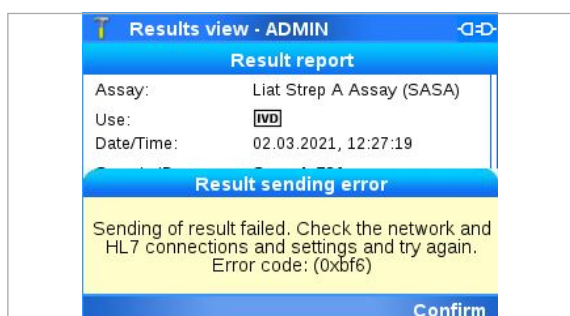 Results view - ADMIN
Result report
Assay: Liat Strep A Assay (SASA)
Use: IVD
Date/Time: 02.03.2021, 12:27:19
Result sending error
Sending of result failed. Check the network and
HL7 connections and settings and try again.
Error code: (0xbf6)
Confirm